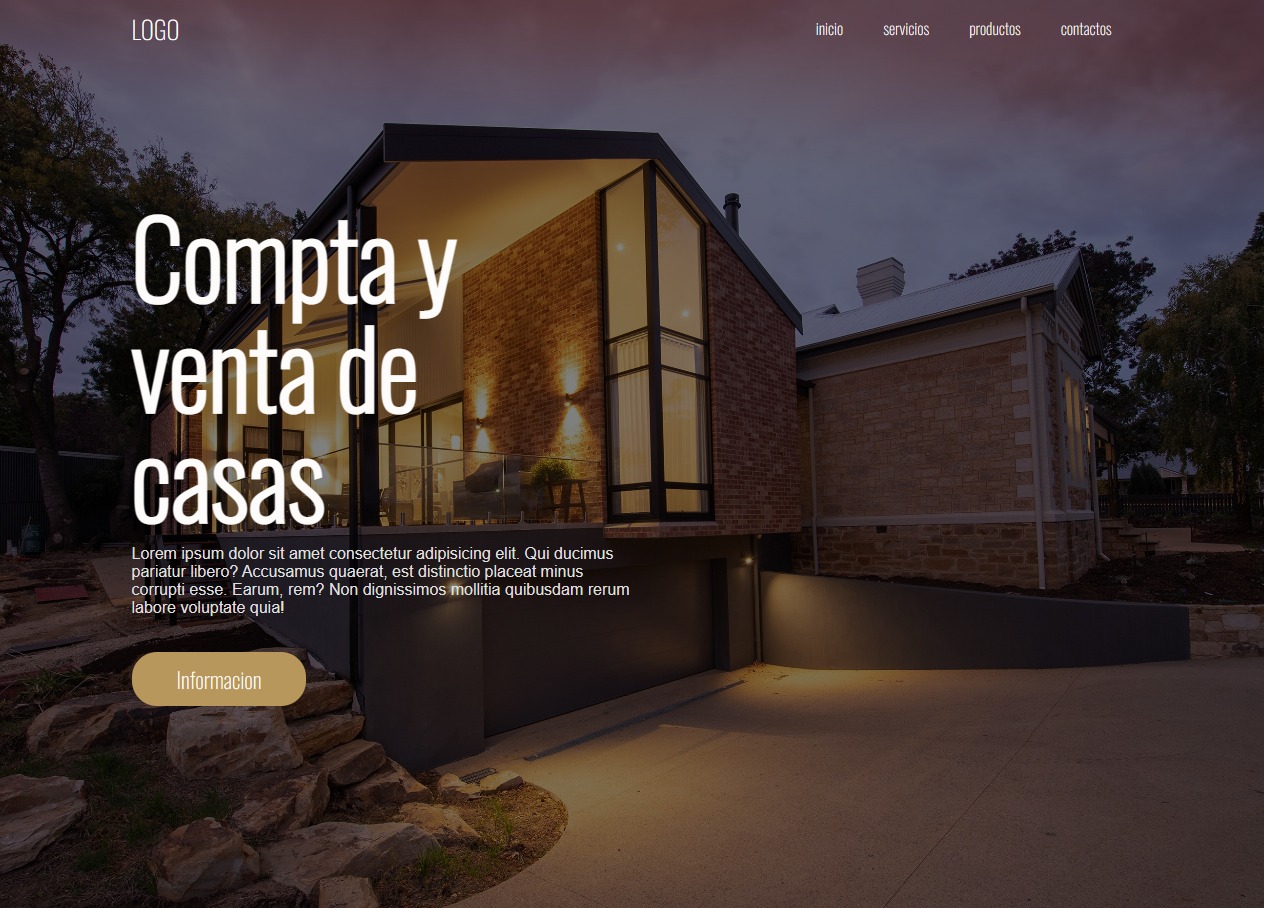 LOGO
inicio servicios productos contactos
Compta y
venta de
casas
Lorem ipsum dolor sit amet consectetur adipisicing elit. Qui ducimus
pariatur libero? Accusamus quaerat, est distinctio placeat minus
corrupti esse. Earum, rem? Non dignissimos mollitia quibusdam rerum
labore voluptate quia!
Informacion